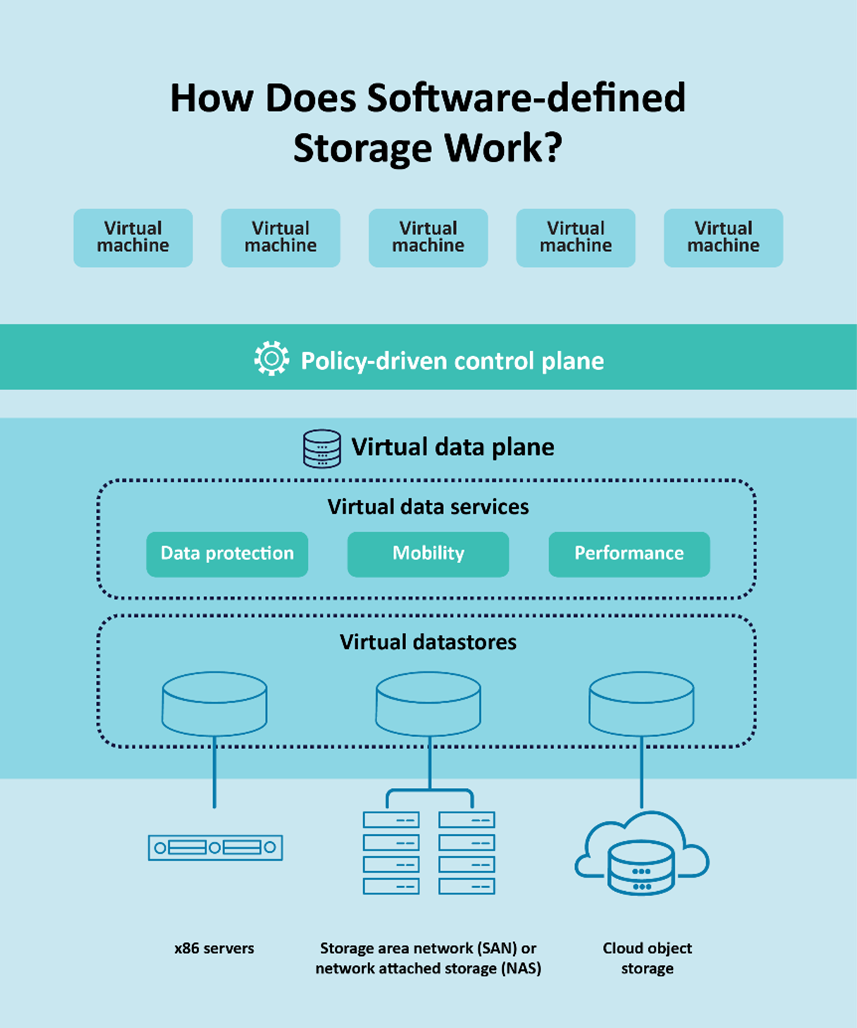 How Does Software-defined
Storage Work?
Virtual
machine
Virtual
machine
Virtual
machine
Virtual
machine
Virtual
machine
Policy-driven control plane
Virtual data plane
Virtual data services
Data protection
Mobility
Performance
Virtual datastores
x86 servers
Storage area network (SAN) or
network attached storage (NAS)
Cloud object
storage